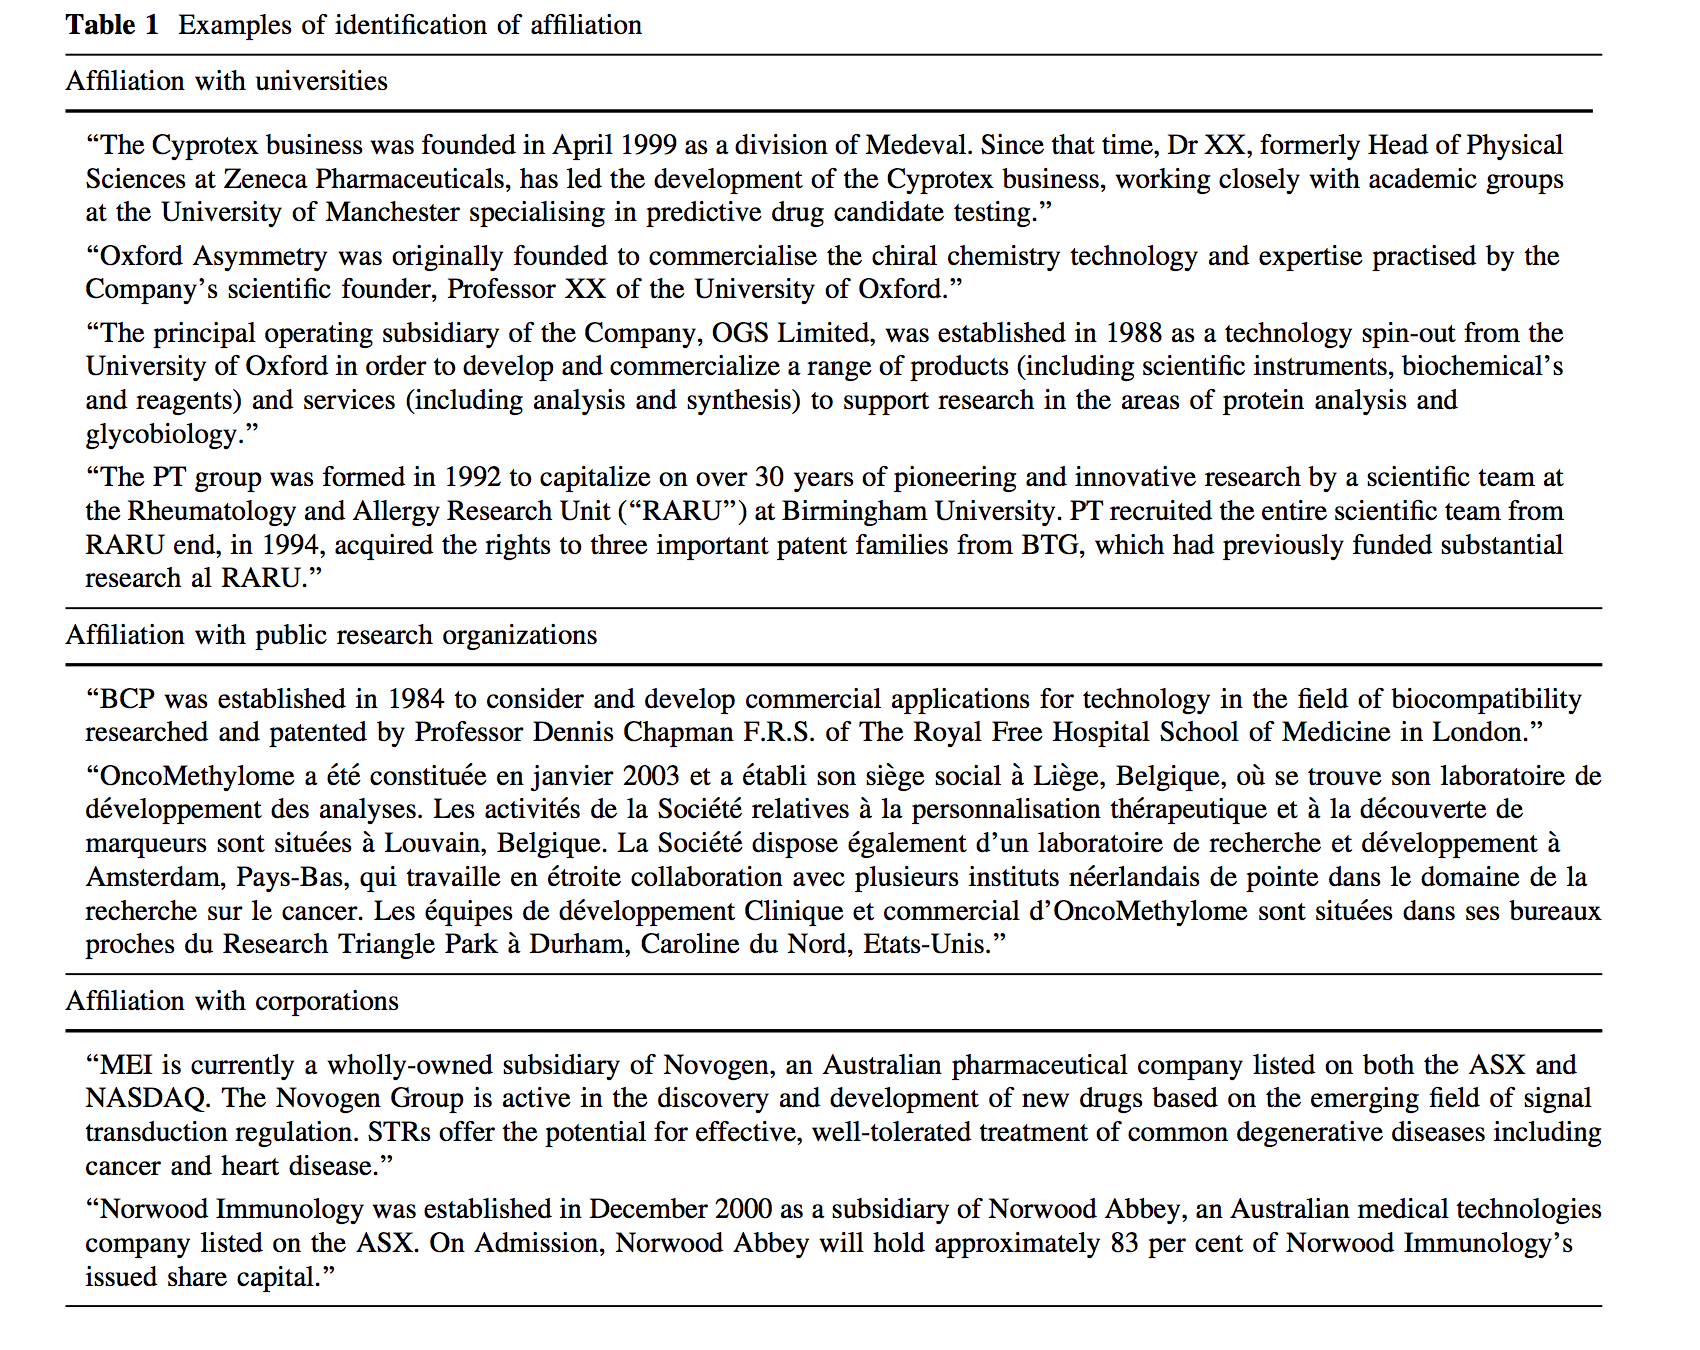 Table 1 Examples of identification of affiliation
Affiliation with universities
“The Cyprotex business was founded in April 1999 as a division of Medeval. Since that time, Dr XX, formerly Head of Physical
Sciences at Zeneca Pharmaceuticals, has led the development of the Cyprotex business, working closely with academic groups
at the University of Manchester specialising in predictive drug candidate testing.”
“Oxford Asymmetry was originally founded to commercialise the chiral chemistry technology and expertise practised by the
Company’s scientific founder, Professor XX of the University of Oxford.”
“The principal operating subsidiary of the Company, OGS Limited, was established in 1988 as a technology spin-out from the
University of Oxford in order to develop and commercialize a range of products (including scientific instruments, biochemical’s
and reagents) and services (including analysis and synthesis) to support research in the areas of protein analysis and
glycobiology.”
“The PT group was formed in 1992 to capitalize on over 30 years of pioneering and innovative research by a scientific team at
the Rheumatology and Allergy Research Unit (“RARU”) at Birmingham University. PT recruited the entire scientific team from
RARU end, in 1994, acquired the rights to three important patent families from BTG, which had previously funded substantial
research al RARU.”
Affiliation with public research organizations
“BCP was established in 1984 to consider and develop commercial applications for technology in the field of biocompatibility
researched and patented by Professor Dennis Chapman F.R.S. of The Royal Free Hospital School of Medicine in London.”
“OncoMethylome a été constituée en janvier 2003 et a établi son siège social à Liège, Belgique, où se trouve son laboratoire de
développement des analyses. Les activités de la Société relatives à la personnalisation thérapeutique et à la découverte de
marqueurs sont situées à Louvain, Belgique. La Société dispose également d’un laboratoire de recherche et développement à
Amsterdam, Pays-Bas, qui travaille en étroite collaboration avec plusieurs instituts néerlandais de pointe dans le domaine de la
recherche sur le cancer. Les équipes de développement Clinique et commercial d’OncoMethylome sont situées dans ses bureaux
proches du Research Triangle Park à Durham, Caroline du Nord, Etats-Unis.”
Affiliation with corporations
“MEI is currently a wholly-owned subsidiary of Novogen, an Australian pharmaceutical company listed on both the ASX and
NASDAQ. The Novogen Group is active in the discovery and development of new drugs based on the emerging field of signal
transduction regulation. STRs offer the potential for effective, well-tolerated treatment of common degenerative diseases including
cancer and heart disease.”
“Norwood Immunology was established in December 2000 as a subsidiary of Norwood Abbey, an Australian medical technologies
company listed on the ASX. On Admission, Norwood Abbey will hold approximately 83 per cent of Norwood Immunology’s
issued share capital.”